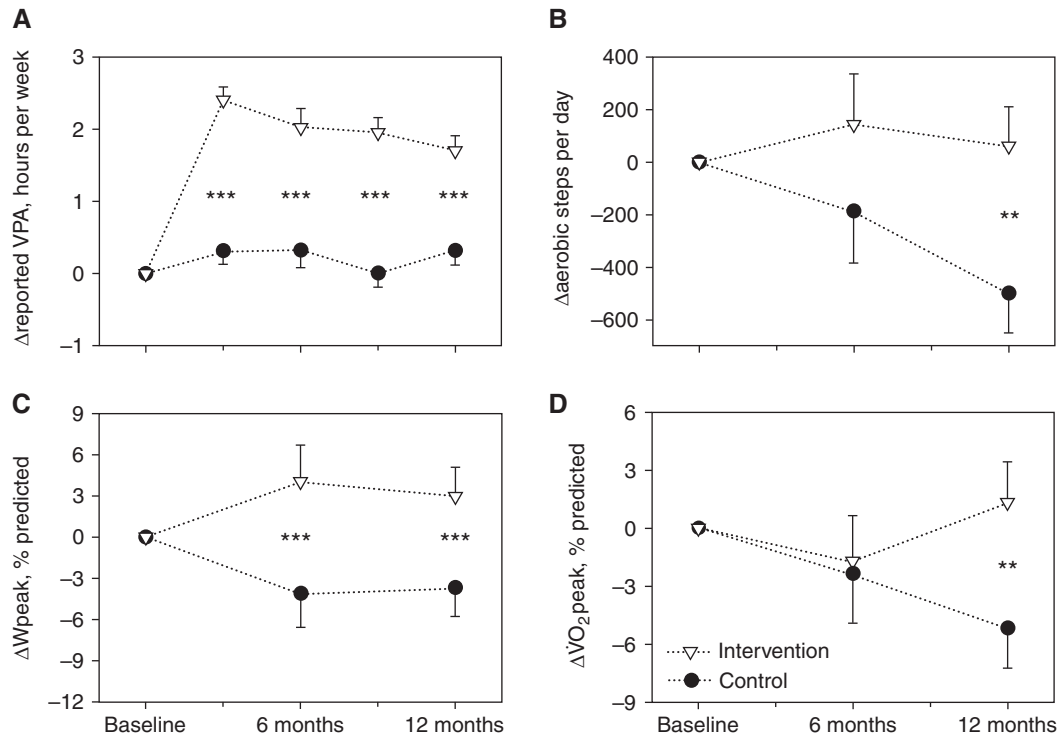 A
Δreported VPA, hours per week
3
2
1
0
–1
*** *** *** ***
B
Δaerobic steps per day
400
200
0
–200
–400
–600
**
C
ΔWpeak, % predicted
9
6
3
0
–3
–6
–9
–12
*** ***
Baseline 6 months 12 months
D
ΔV̇O₂peak, % predicted
6
3
0
–3
–6
–9
**
Intervention
Control
Baseline 6 months 12 months